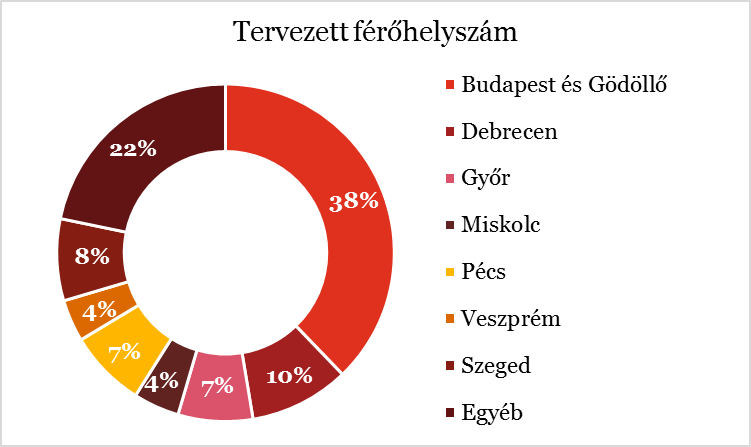 Tervezett férőhelyszám
Budapest és Gödöllő
Debrecen
Győr
Miskolc
Pécs
Veszprém
Szeged
Egyéb
38%
10%
7%
4%
7%
4%
8%
22%